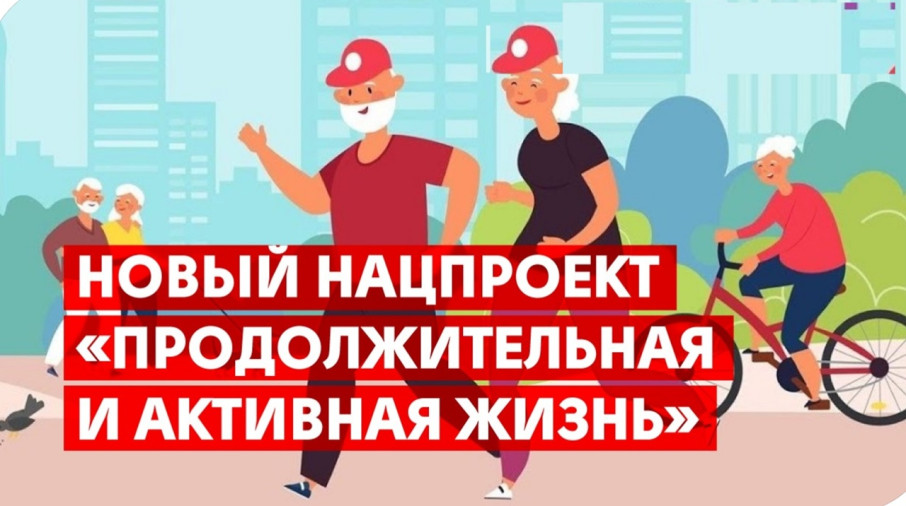 НОВЫЙ НАЦПРОЕКТ
«ПРОДОЛЖИТЕЛЬНАЯ
И АКТИВНАЯ ЖИЗНЬ»